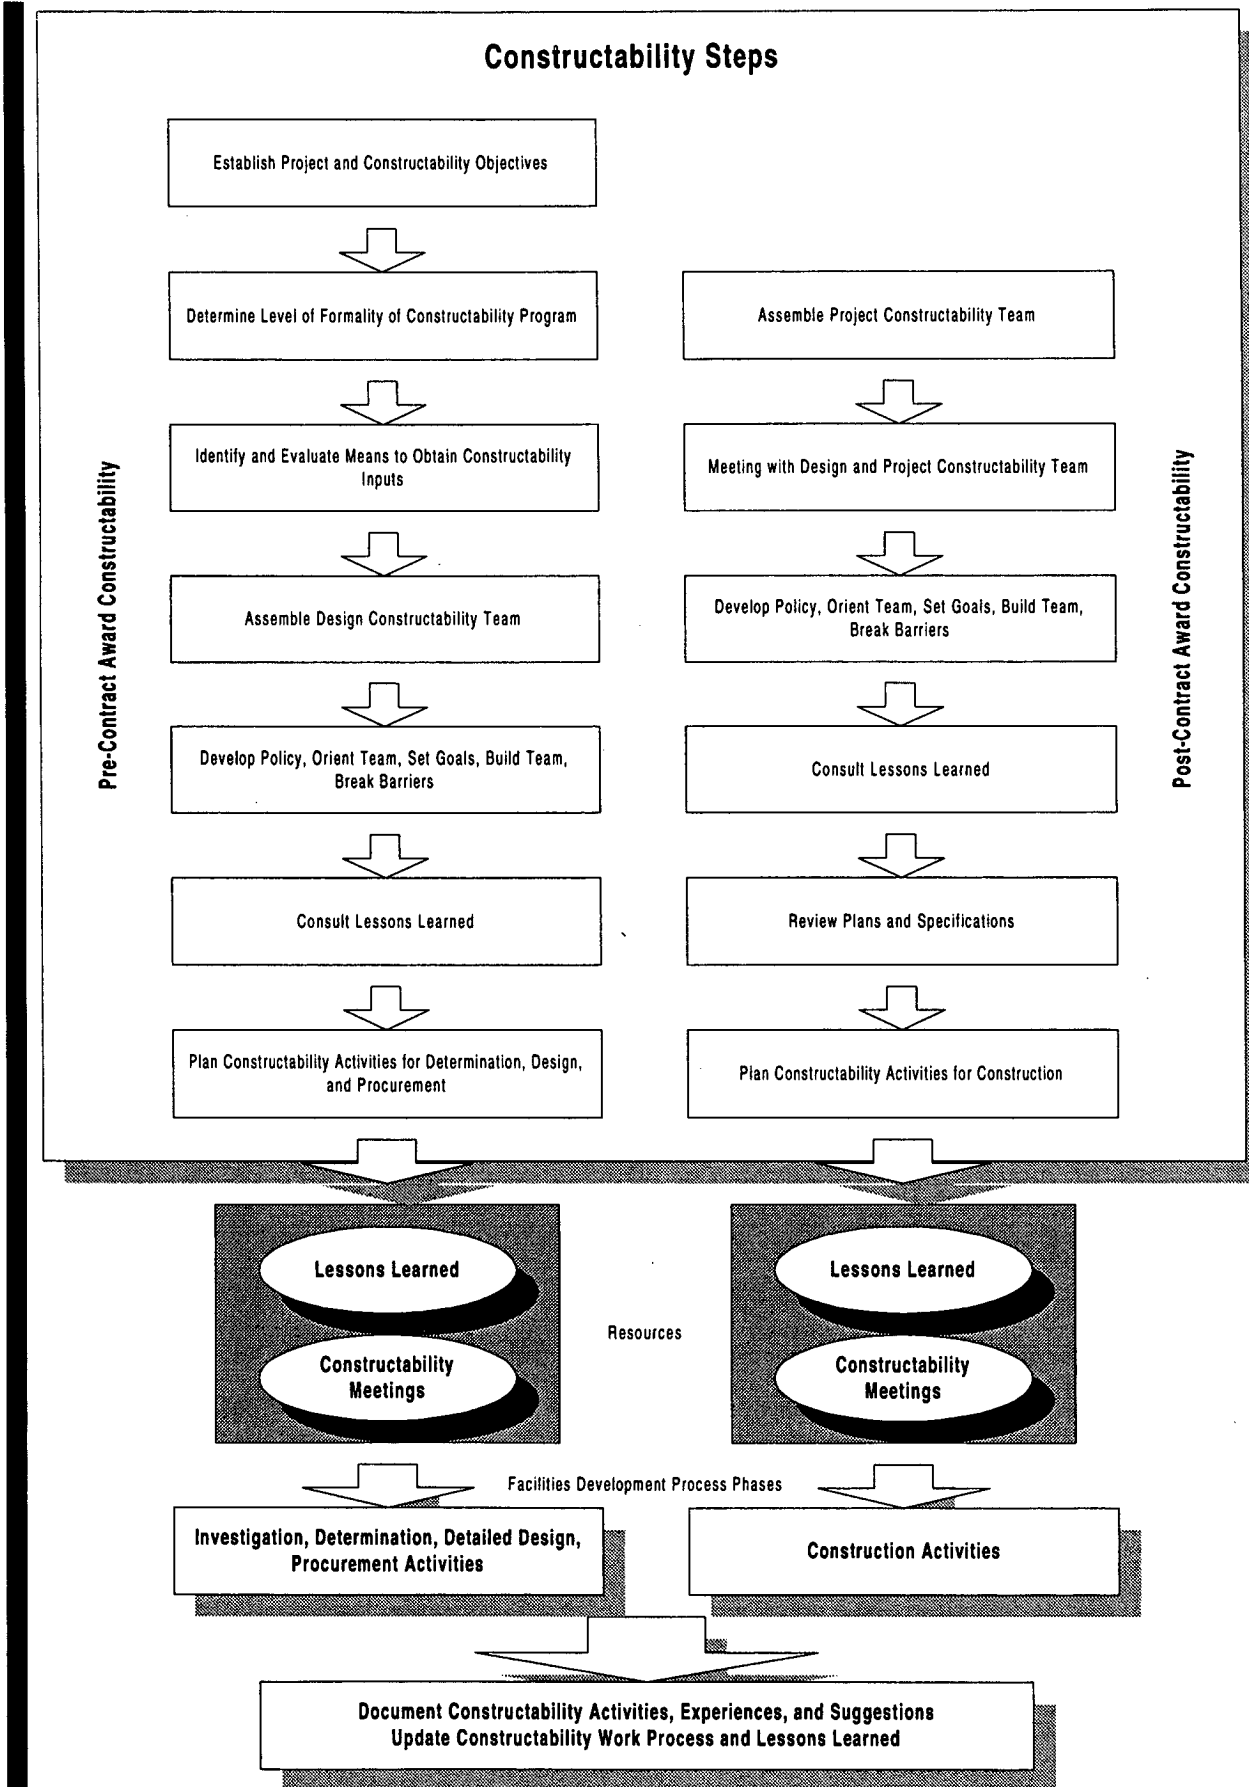 Constructability Steps
Pre-Contract Award Constructability
Establish Project and Constructability Objectives
Determine Level of Formality of Constructability Program
Identify and Evaluate Means to Obtain Constructability
Inputs
Assemble Design Constructability Team
Develop Policy, Orient Team, Set Goals, Build Team,
Break Barriers
Consult Lessons Learned
Plan Constructability Activities for Determination, Design,
and Procurement
Assemble Project Constructability Team
Meeting with Design and Project Constructability Team
Develop Policy, Orient Team, Set Goals, Build Team,
Break Barriers
Consult Lessons Learned
Review Plans and Specifications
Plan Constructability Activities for Construction
Post-Contract Award Constructability
Lessons Learned
Constructability
Meetings
Resources
Lessons Learned
Constructability
Meetings
Facilities Development Process Phases
Investigation, Determination, Detailed Design,
Procurement Activities
Construction Activities
Document Constructability Activities, Experiences, and Suggestions
Update Constructability Work Process and Lessons Learned